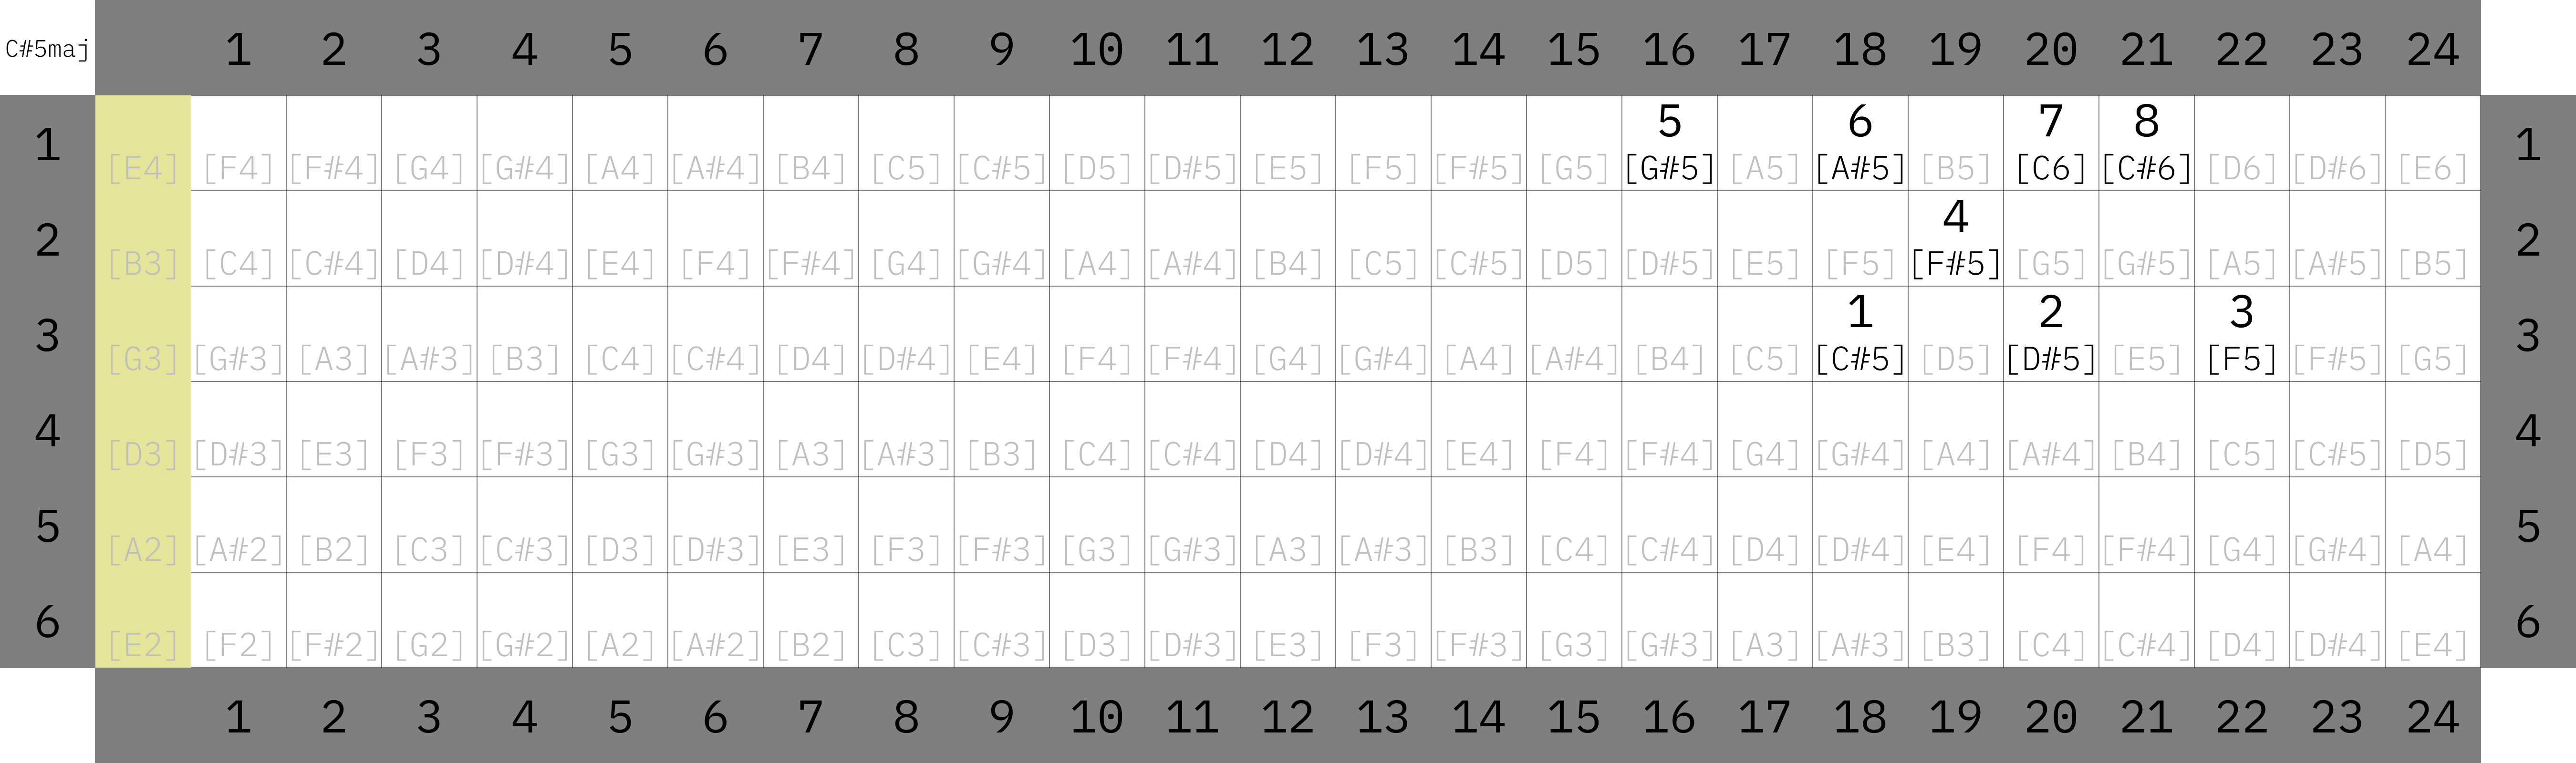 C#5maj 1 2 3 4 5 6 7 8 9 10 11 12 13 14 15 16 17 18 19 20 21 22 23 24
5 6 7 8
1 1
[E4] [F4] [F#4] [G4] [G#4] [A4] [A#4] [B4] [C5] [C#5] [D5] [D#5] [E5] [F5] [F#5] [G5] [G#5] [A5] [A#5] [B5] [C6] [C#6] [D6] [D#6] [E6]
4
2 2
[B3] [C4] [C#4] [D4] [D#4] [E4] [F4] [F#4] [G4] [G#4] [A4] [A#4] [B4] [C5] [C#5] [D5] [D#5] [E5] [F5] [F#5] [G5] [G#5] [A5] [A#5] [B5]
1 2 3
3 3
[G3] [G#3] [A3] [A#3] [B3] [C4] [C#4] [D4] [D#4] [E4] [F4] [F#4] [G4] [G#4] [A4] [A#4] [B4] [C5] [C#5] [D5] [D#5] [E5] [F5] [F#5] [G5]
4 4
[D3] [D#3] [E3] [F3] [F#3] [G3] [G#3] [A3] [A#3] [B3] [C4] [C#4] [D4] [D#4] [E4] [F4] [F#4] [G4] [G#4] [A4] [A#4] [B4] [C5] [C#5] [D5]
5 5
[A2] [A#2] [B2] [C3] [C#3] [D3] [D#3] [E3] [F3] [F#3] [G3] [G#3] [A3] [A#3] [B3] [C4] [C#4] [D4] [D#4] [E4] [F4] [F#4] [G4] [G#4] [A4]
6 6
[E2] [F2] [F#2] [G2] [G#2] [A2] [A#2] [B2] [C3] [C#3] [D3] [D#3] [E3] [F3] [F#3] [G3] [G#3] [A3] [A#3] [B3] [C4] [C#4] [D4] [D#4] [E4]
1 2 3 4 5 6 7 8 9 10 11 12 13 14 15 16 17 18 19 20 21 22 23 24